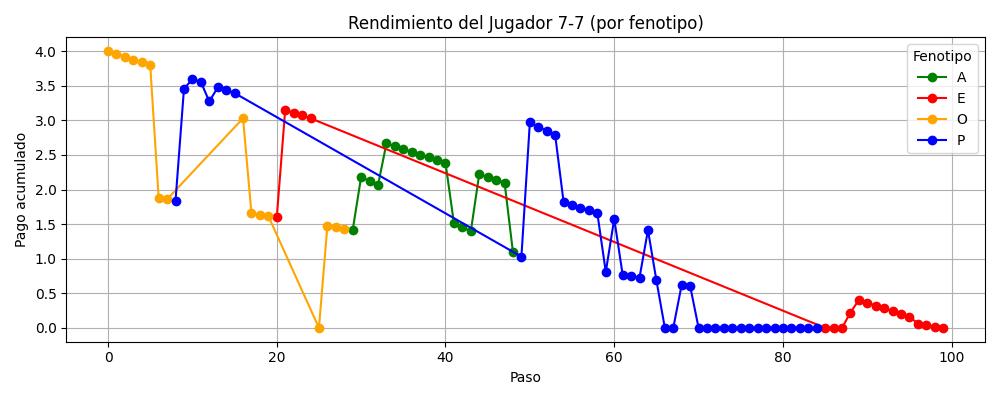 Rendimiento del Jugador 7-7 (por fenotipo)
Pago acumulado
4.0
3.5
3.0
2.5
2.0
1.5
1.0
0.5
0.0
Fenotipo
A
E
O
P
0 20 40 60 80 100
Paso